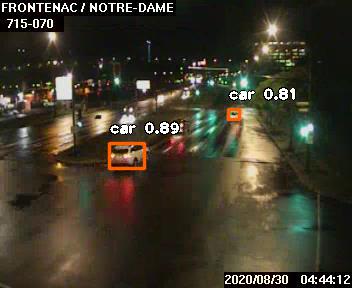 FRONTENAC / NOTRE-DAME
715-070
car 0.81
car 0.89
2020/08/30 04:44:12